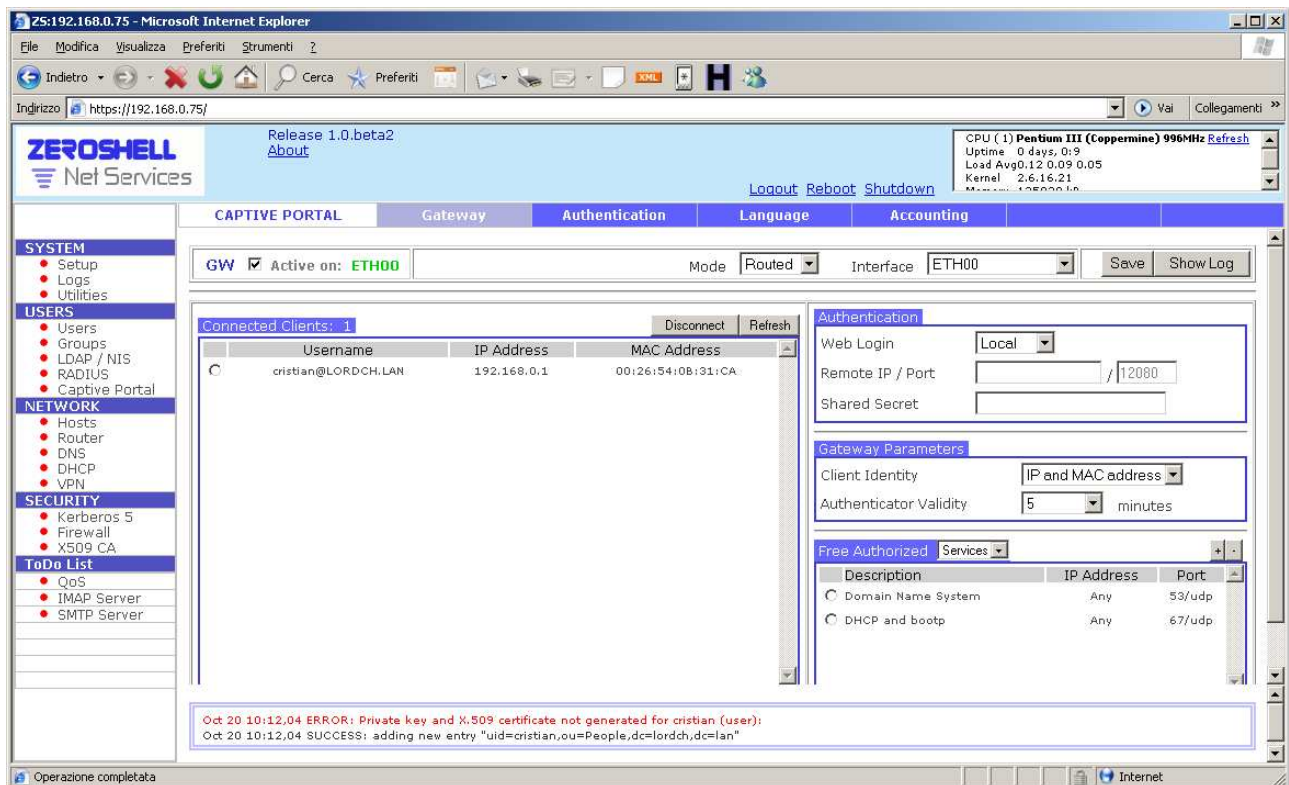 ZS:192.168.0.75 - Microsoft Internet Explorer
File Modifica Visualizza Preferiti Strumenti ?
Indietro Cerca Preferiti XML H
Indirizzo https://192.168.0.75/ Vai Collegamenti »
ZEROSHELL
Net Services
Release 1.0.beta2
About
Logout Reboot Shutdown
CPU ( 1) Pentium III (Coppermine) 996MHz Refresh
Uptime 0 days, 0:9
Load Avg0.12 0.09 0.05
Kernel 2.6.16.21
CAPTIVE PORTAL Gateway Authentication Language Accounting
SYSTEM
Setup
Logs
Utilities
USERS
Users
Groups
LDAP / NIS
RADIUS
Captive Portal
NETWORK
Hosts
Router
DNS
DHCP
VPN
SECURITY
Kerberos 5
Firewall
X509 CA
ToDo List
QoS
IMAP Server
SMTP Server
GW Active on: ETH00 Mode Routed Interface ETH00 Save Show Log
Connected Clients: 1 Disconnect Refresh
Username IP Address MAC Address
cristian@LORDCH.LAN 192.168.0.1 00:26:54:0B:31:CA
Authentication
Web Login Local
Remote IP / Port / 12080
Shared Secret
Gateway Parameters
Client Identity IP and MAC address
Authenticator Validity 5 minutes
Free Authorized Services + -
Description IP Address Port
Domain Name System Any 53/udp
DHCP and bootp Any 67/udp
Oct 20 10:12,04 ERROR: Private key and X.509 certificate not generated for cristian (user):
Oct 20 10:12,04 SUCCESS: adding new entry "uid=cristian,ou=People,dc=lordch,dc=lan"
Operazione completata Internet